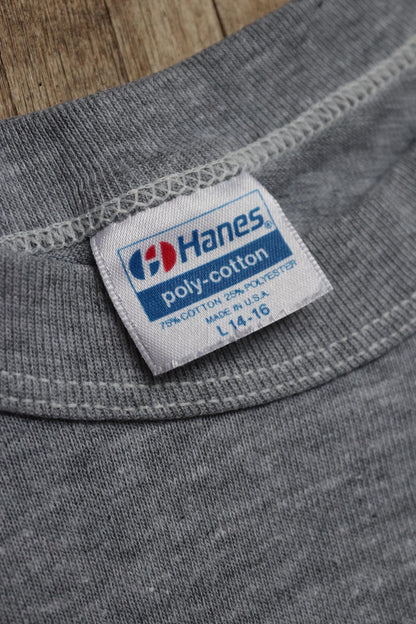 Hanes®
poly-cotton
75% COTTON 25% POLYESTER
MADE IN U.S.A.
L 14-16